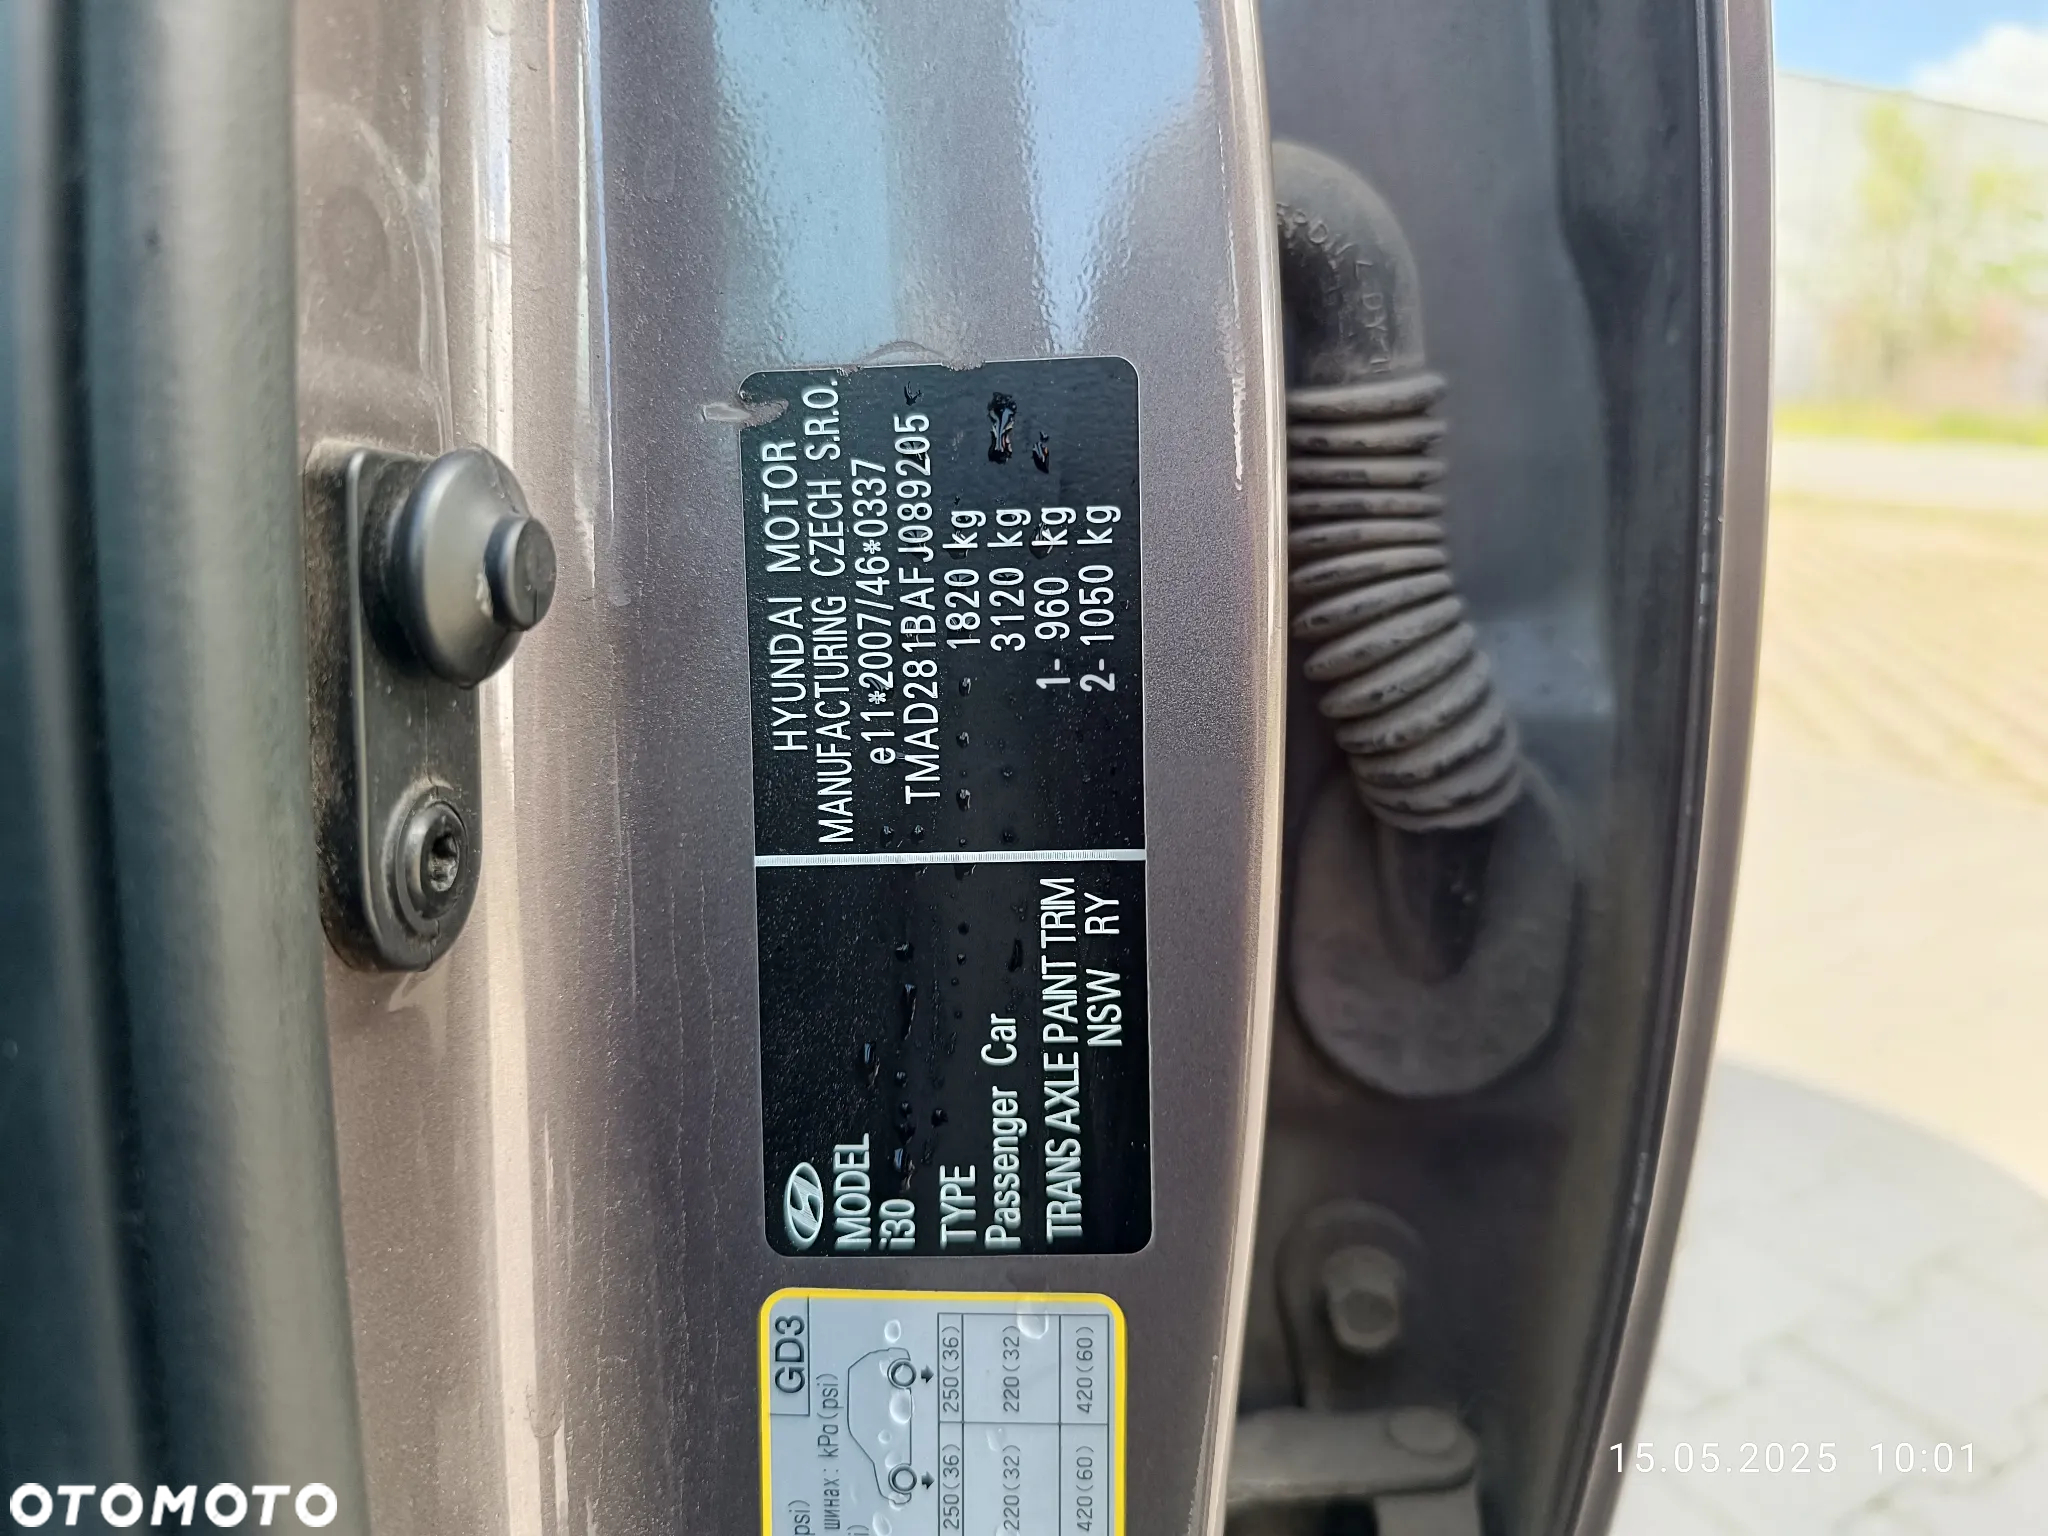 HYUNDAI MOTOR
MANUFACTURING CZECH S.R.O.
e11*2007/46*0337
TMAD281BAFJ089205
1820 kg
3120 kg
1- 960 kg
2- 1050 kg
MODEL
i30
TYPE
Passenger Car
TRANS AXLE PAINT TRIM
NSW RY
GD3
шинах: kPa(psi)
psi)
250(36) 250(36)
220(32) 220(32)
420(60) 420(60)
15.05.2025 10:01
OTOMOTO